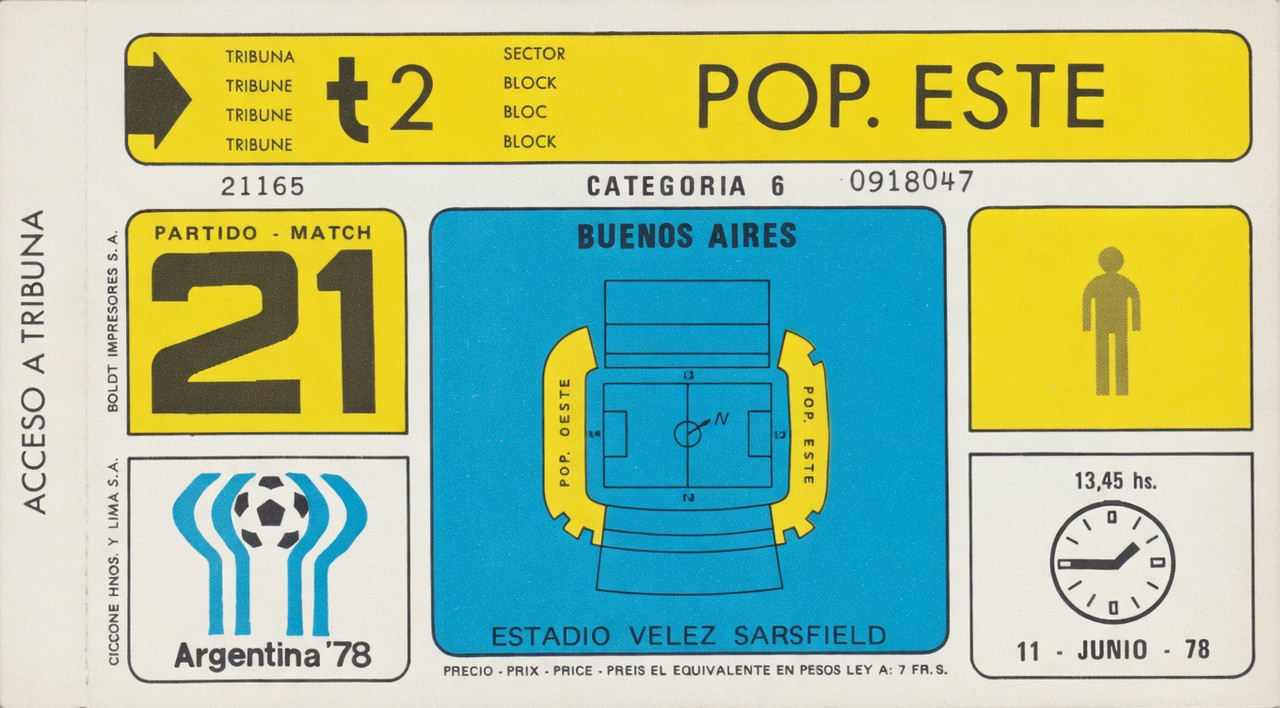 ACCESO A TRIBUNA
TRIBUNA
TRIBUNE
TRIBUNE
TRIBUNE
t2
SECTOR
BLOCK
BLOC
BLOCK
POP. ESTE
21165
CATEGORIA 6
0918047
BOLDT IMPRESORES S. A.
CICCONE HNOS. Y LIMA S. A.
PARTIDO - MATCH
21
Argentina '78
BUENOS AIRES
POP. OESTE
N
POP. ESTE
ESTADIO VELEZ SARSFIELD
PRECIO - PRIX - PRICE - PREIS EL EQUIVALENTE EN PESOS LEY A: 7 FR. S.
13,45 hs.
11 - JUNIO - 78